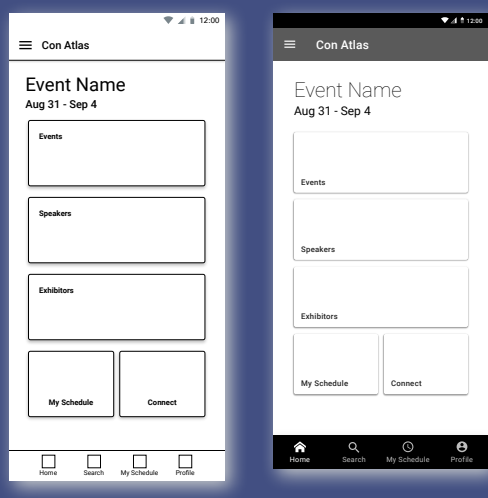 12:00
Con Atlas
Event Name
Aug 31 - Sep 4
Events
Speakers
Exhibitors
My Schedule Connect
Home Search My Schedule Profile
12:00
Con Atlas
Event Name
Aug 31 - Sep 4
Events
Speakers
Exhibitors
My Schedule Connect
Home Search My Schedule Profile